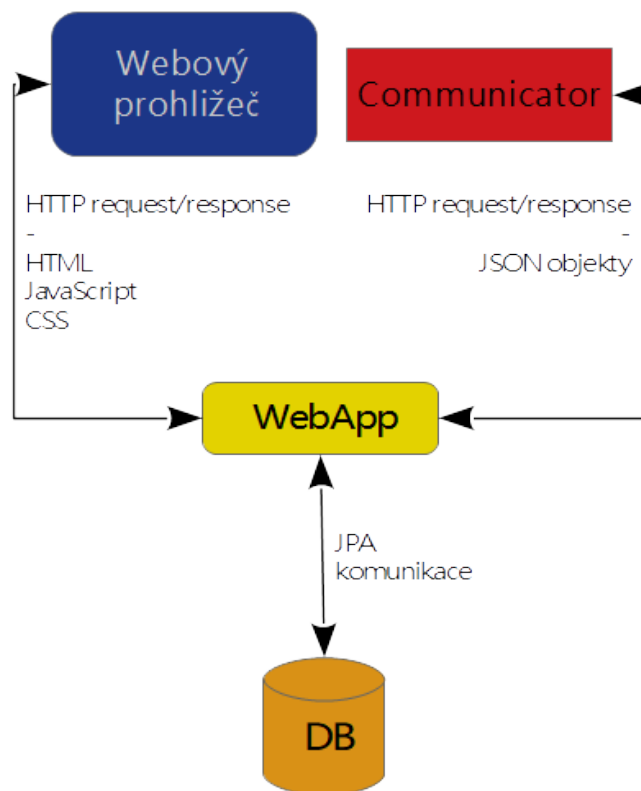 Webový
prohlížeč
Communicator
HTTP request/response
-
HTML
JavaScript
CSS
HTTP request/response
-
JSON objekty
WebApp
JPA
komunikace
DB